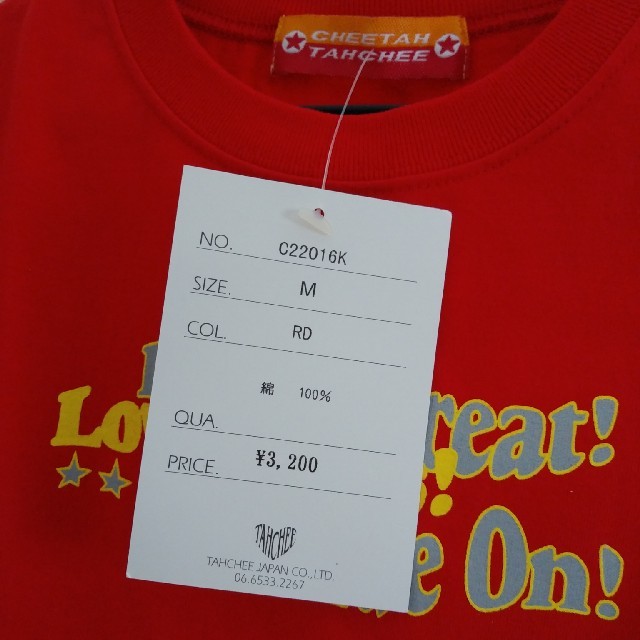 CHEETAH
TAHCHEE
NO. C22016K
SIZE. M
COL. RD
綿 100%
QUA.
PRICE. ¥3,200
TAHCHEE
TAHCHEE JAPAN CO.,LTD.
06.6533.2267
reat!
On!